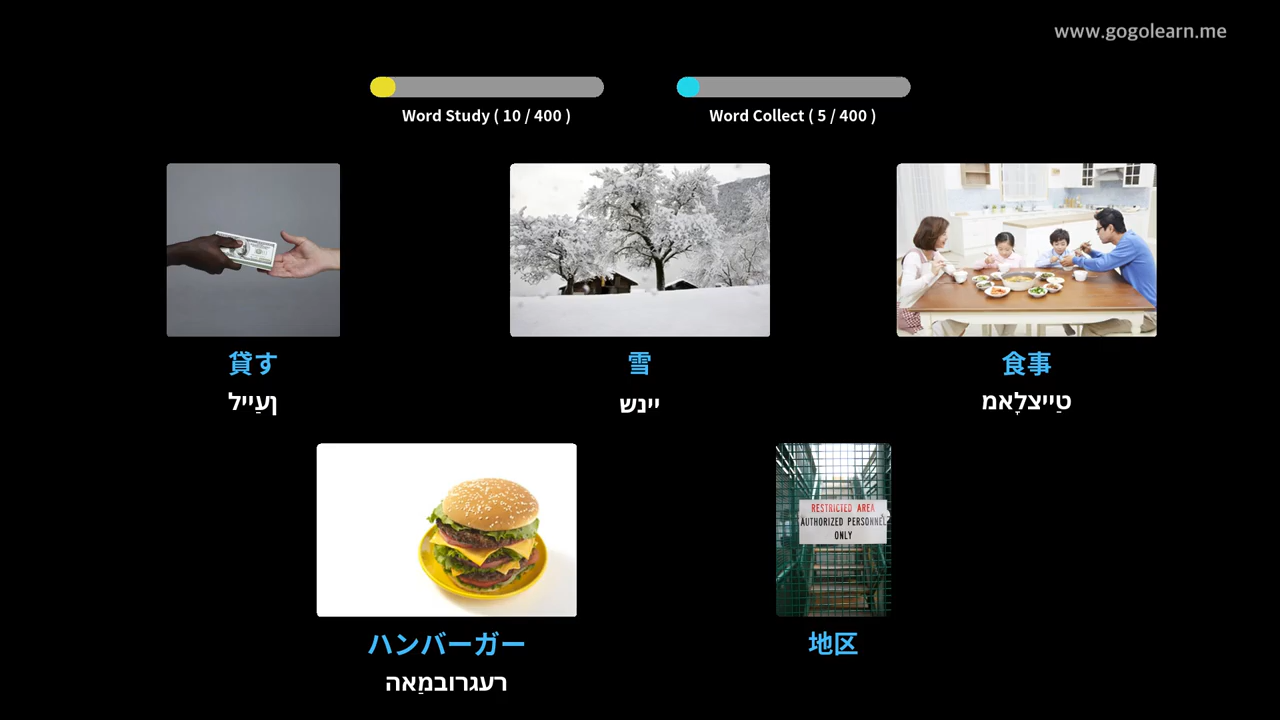 www.gogolearn.me
Word Study ( 10 / 400 )
Word Collect ( 5 / 400 )
貸す
ןעַייל
雪
יינש
食事
טַייצלָאמ
ハンバーガー
רעגרובמַאה
RESTRICTED AREA
AUTHORIZED PERSONNEL
ONLY
地区